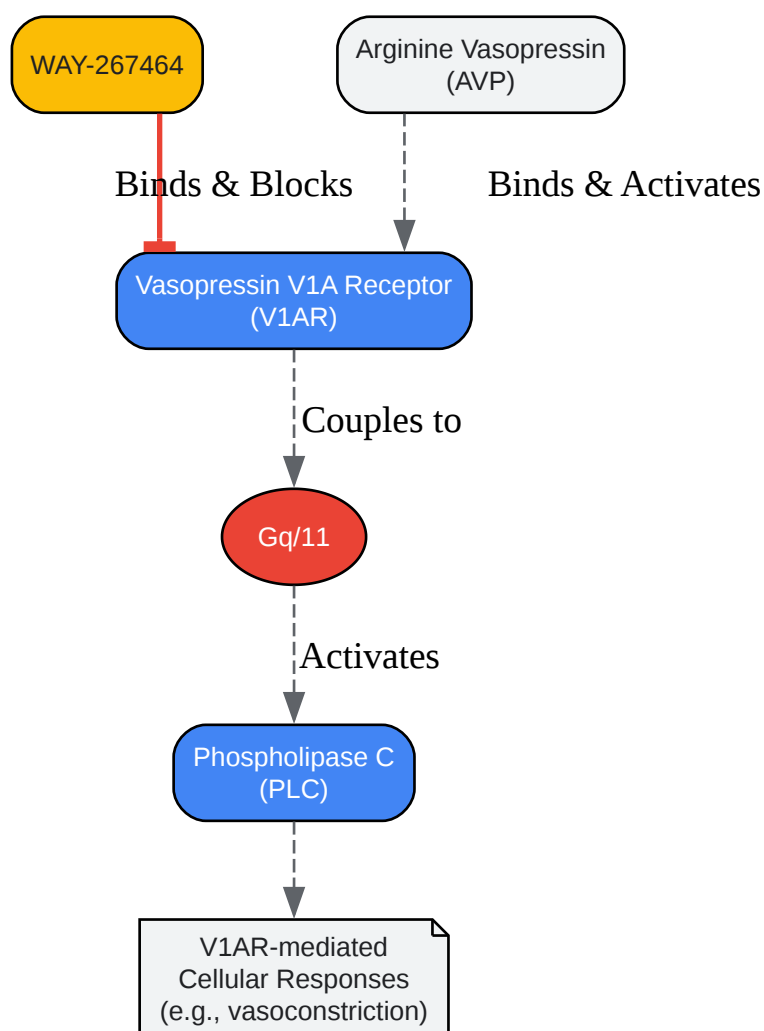 WAY-267464
Arginine Vasopressin
(AVP)
Binds & Blocks
Binds & Activates
Vasopressin V1A Receptor
(V1AR)
Couples to
Gq/11
Activates
Phospholipase C
(PLC)
V1AR-mediated
Cellular Responses
(e.g., vasoconstriction)